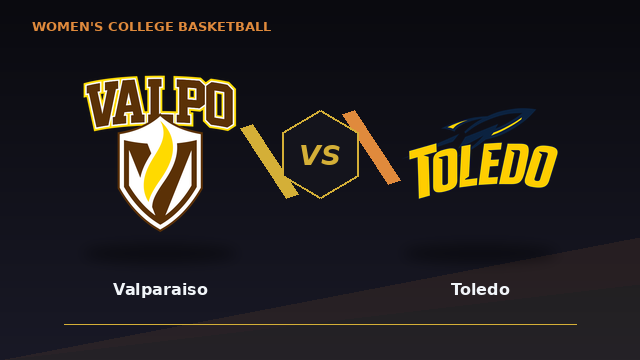 WOMEN'S COLLEGE BASKETBALL
VALPO
VS
TOLEDO
Valparaiso
Toledo